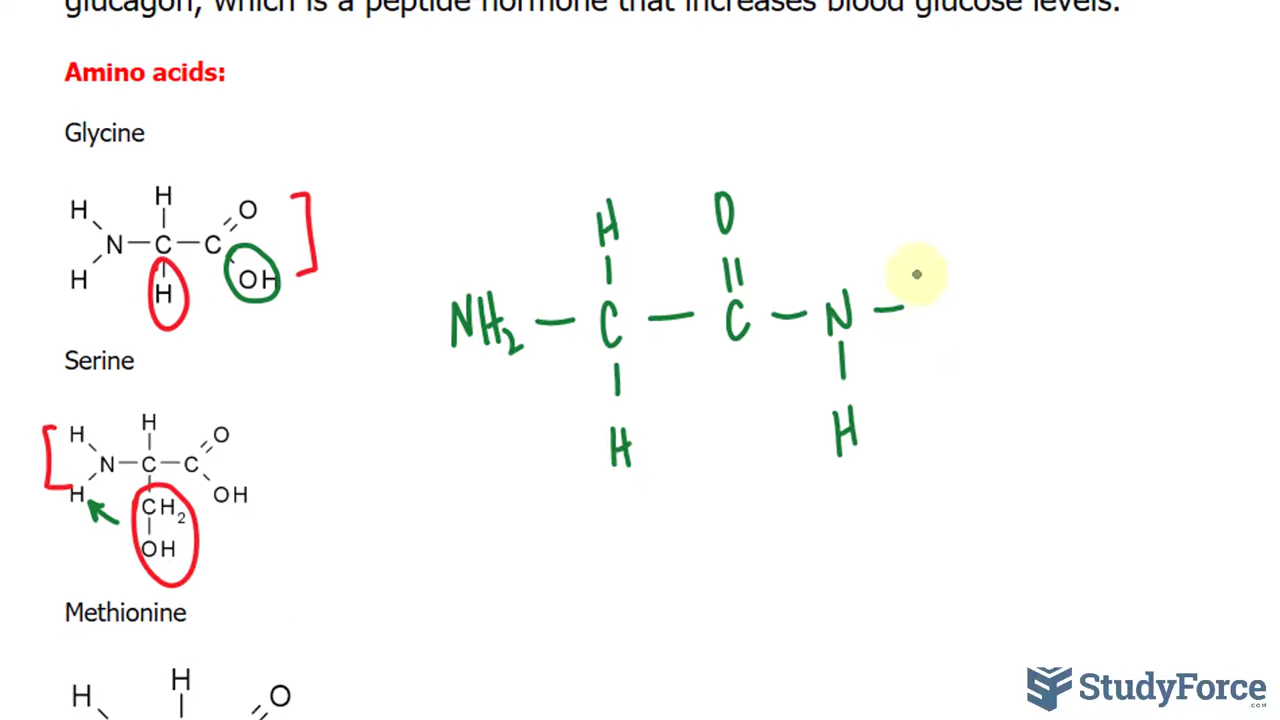 glucagon, which is a peptide hormone that increases blood glucose levels.
Amino acids:
Glycine
H H O
N C C
H H OH
H O
NH2 C C N
H H
Serine
H H O
N C C
H CH2 OH
OH
Methionine
H H O
StudyForce
.com